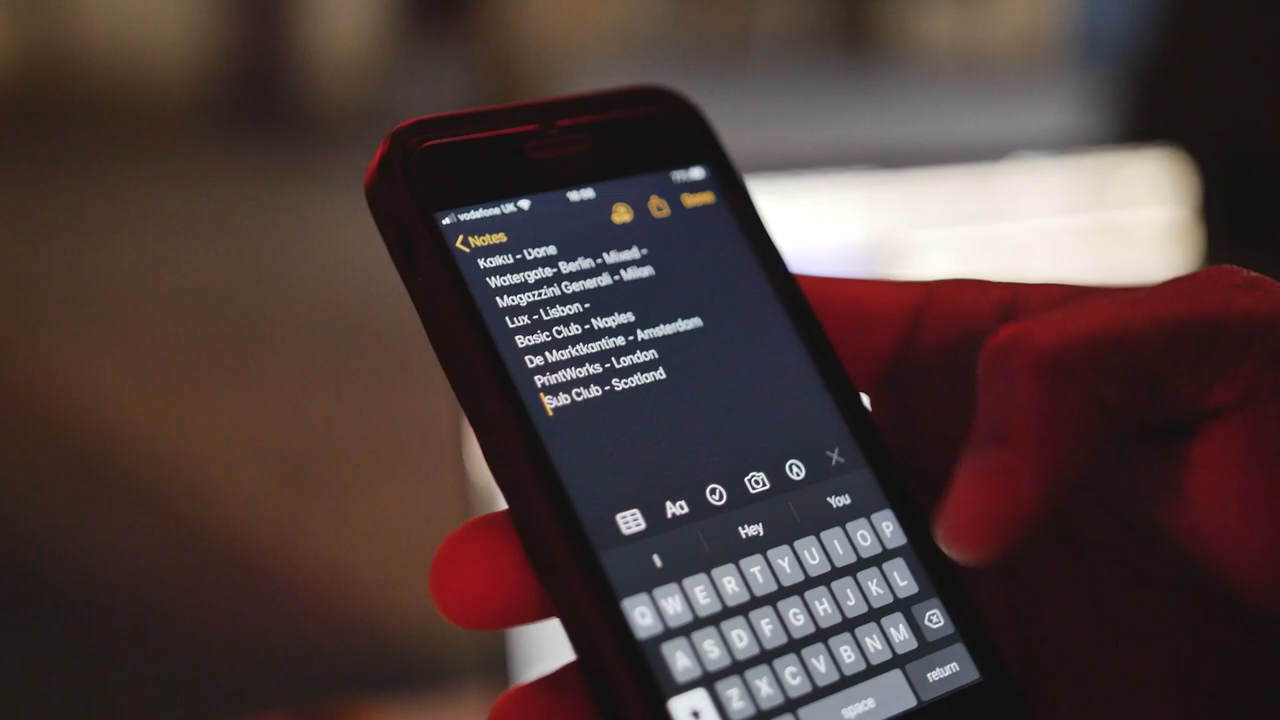 vodafone UK
Notes
Done
Kaiku - Done
Watergate- Berlin - Mixed -
Magazzini Generali - Milan
Lux - Lisbon -
Basic Club - Naples
De Marktkantine - Amsterdam
PrintWorks - London
Sub Club - Scotland
Aa
I Hey You
Q W E R T Y U I O P
A S D F G H J K L
Z X C V B N M
space return